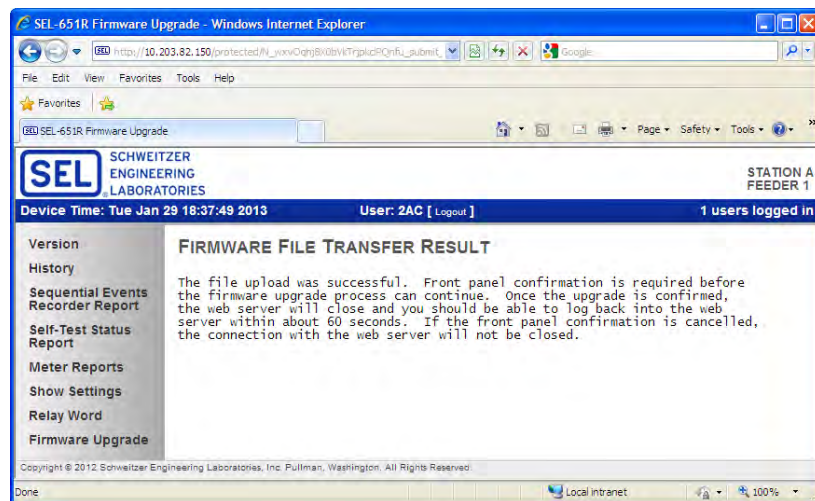 SEL-651R Firmware Upgrade - Windows Internet Explorer
SEL http://10.203.82.150/protected/
Google
File Edit View Favorites Tools Help
Favorites
SEL SEL-651R Firmware Upgrade
Page Safety Tools »
SEL
SCHWEITZER
ENGINEERING
LABORATORIES
STATION A
FEEDER 1
Device Time: Tue Jan 29 18:37:49 2013 User: 2AC [ Logout ] 1 users logged in
Version
History
Sequential Events
Recorder Report
Self-Test Status
Report
Meter Reports
Show Settings
Relay Word
Firmware Upgrade
FIRMWARE FILE TRANSFER RESULT
The file upload was successful. Front panel confirmation is required before
the firmware upgrade process can continue. Once the upgrade is confirmed,
the web server will close and you should be able to log back into the web
server within about 60 seconds. If the front panel confirmation is cancelled,
the connection with the web server will not be closed.
Copyright © 2012 Schweitzer Engineering Laboratories, Inc. Pullman, Washington. All Rights Reserved.
Done Local intranet 100%